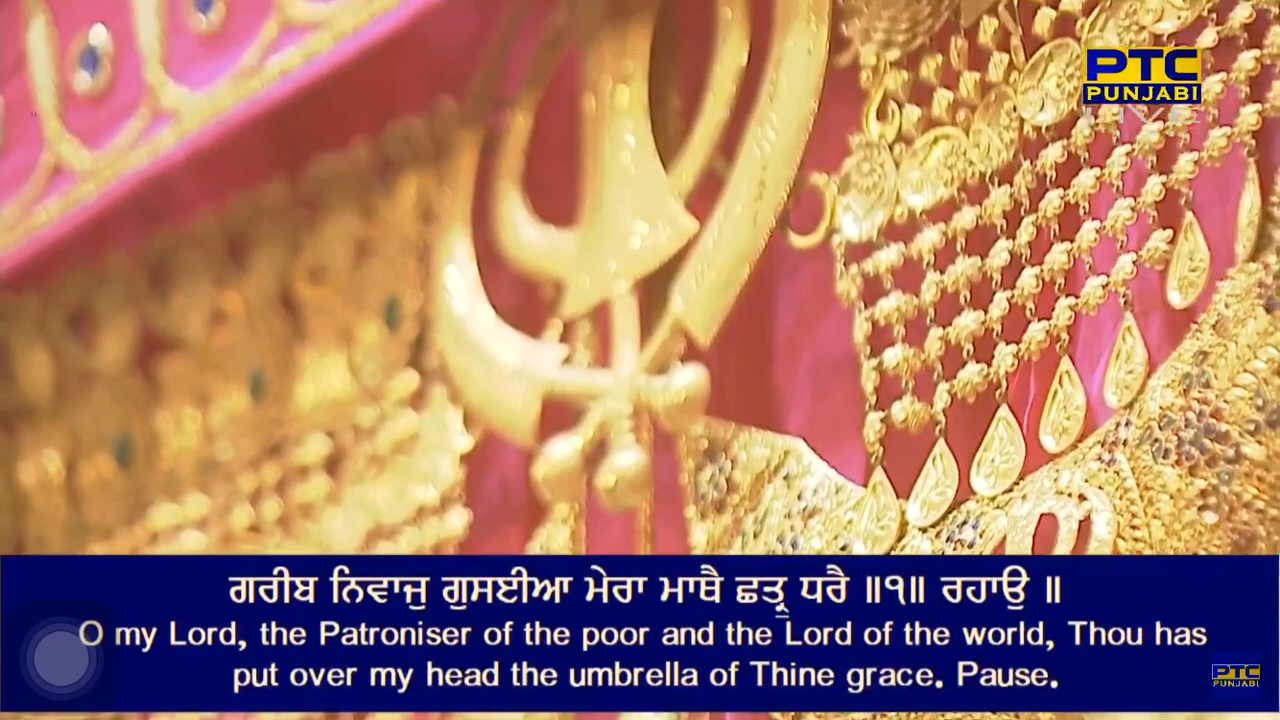 PTC
PUNJABI
LIVE
ਗਰੀਬ ਨਿਵਾਜੁ ਗੁਸਈਆ ਮੇਰਾ ਮਾਥੈ ਛਤ੍ਰੁ ਧਰੈ ॥੧॥ ਰਹਾਉ ॥
O my Lord, the Patroniser of the poor and the Lord of the world, Thou has
put over my head the umbrella of Thine grace. Pause.
PTC
PUNJABI